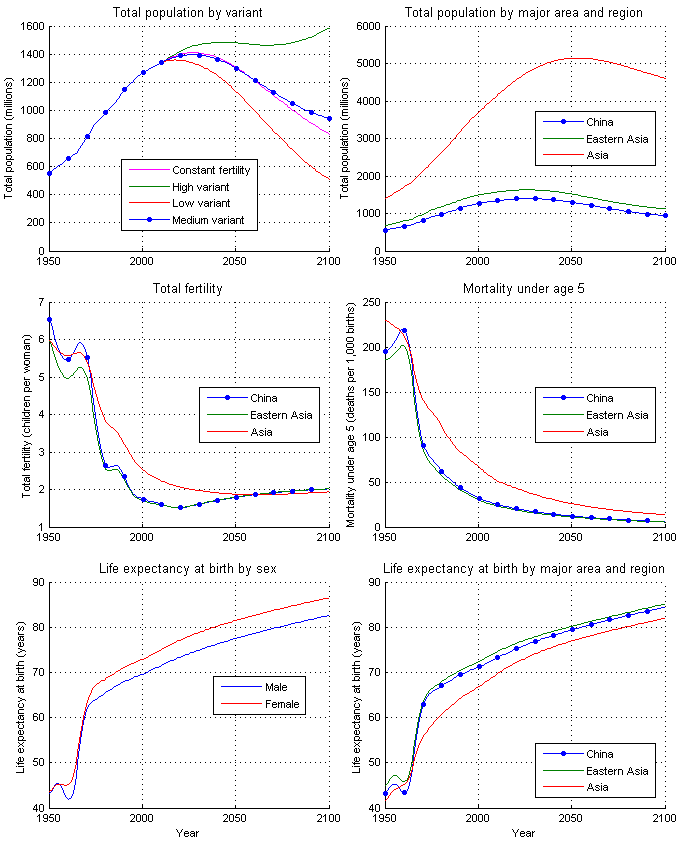 Total population by variant
Total population (millions)
1600
1400
1200
1000
800
600
400
200
0
Constant fertility
High variant
Low variant
Medium variant
1950
2000
2050
2100
Total population by major area and region
Total population (millions)
6000
5000
4000
3000
2000
1000
0
China
Eastern Asia
Asia
1950
2000
2050
2100
Total fertility
Total fertility (children per woman)
7
6
5
4
3
2
1
China
Eastern Asia
Asia
1950
2000
2050
2100
Mortality under age 5
Mortality under age 5 (deaths per 1,000 births)
250
200
150
100
50
0
China
Eastern Asia
Asia
1950
2000
2050
2100
Life expectancy at birth by sex
Life expectancy at birth (years)
90
80
70
60
50
40
Male
Female
1950
2000
2050
2100
Year
Life expectancy at birth by major area and region
Life expectancy at birth (years)
90
80
70
60
50
40
China
Eastern Asia
Asia
1950
2000
2050
2100
Year